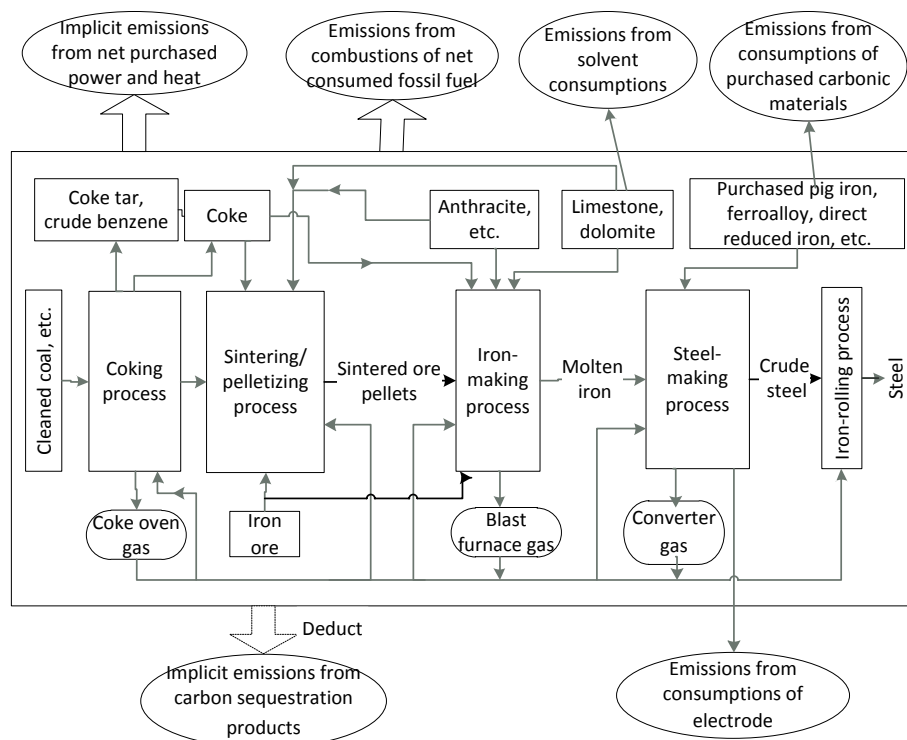 Implicit emissions
from net purchased
power and heat
Emissions from
combustions of net
consumed fossil fuel
Emissions from
solvent
consumptions
Emissions from
consumptions of
purchased carbonic
materials
Coke tar,
crude benzene
Coke
Anthracite,
etc.
Limestone,
dolomite
Purchased pig iron,
ferroalloy, direct
reduced iron, etc.
Cleaned coal, etc.
Coking
process
Sintering/
pelletizing
process
Sintered ore
pellets
Iron-
making
process
Molten
iron
Steel-
making
process
Crude
steel
Iron-rolling process
Steel
Coke oven
gas
Iron
ore
Blast
furnace gas
Converter
gas
Deduct
Implicit emissions from
carbon sequestration
products
Emissions from
consumptions of
electrode